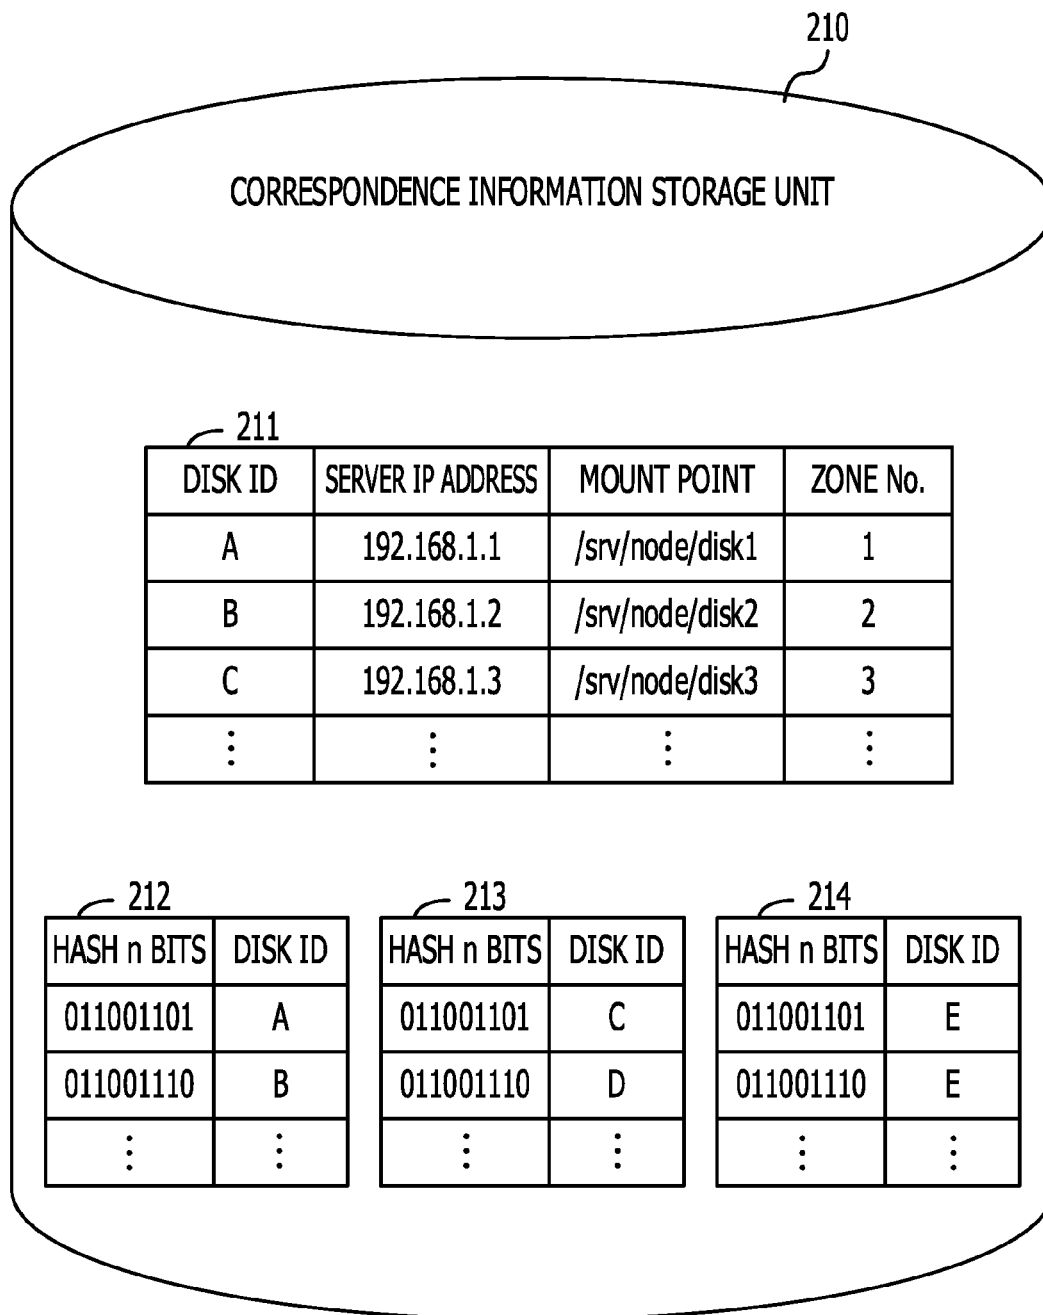 210
CORRESPONDENCE INFORMATION STORAGE UNIT
211
DISK ID SERVER IP ADDRESS MOUNT POINT ZONE No.
A 192.168.1.1 /srv/node/disk1 1
B 192.168.1.2 /srv/node/disk2 2
C 192.168.1.3 /srv/node/disk3 3
⋮ ⋮ ⋮ ⋮
212 213 214
HASH n BITS DISK ID HASH n BITS DISK ID HASH n BITS DISK ID
011001101 A 011001101 C 011001101 E
011001110 B 011001110 D 011001110 E
⋮ ⋮ ⋮ ⋮ ⋮ ⋮